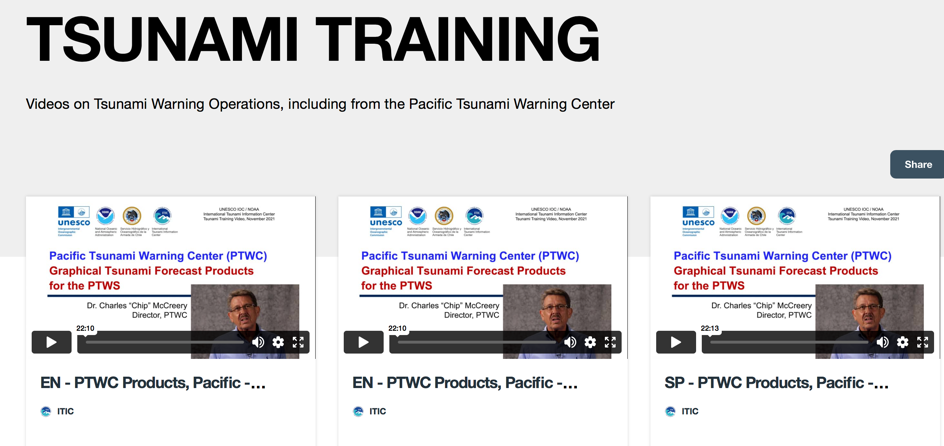 TSUNAMI TRAINING
Videos on Tsunami Warning Operations, including from the Pacific Tsunami Warning Center
Share
unesco
UNESCO IOC / NOAA
International Tsunami Information Center
Tsunami Training Video, November 2021
Pacific Tsunami Warning Center (PTWC)
Graphical Tsunami Forecast Products
for the PTWS
Dr. Charles “Chip” McCreery
Director, PTWC
22:10
EN - PTWC Products, Pacific -...
ITIC
unesco
UNESCO IOC / NOAA
International Tsunami Information Center
Tsunami Training Video, November 2021
Pacific Tsunami Warning Center (PTWC)
Graphical Tsunami Forecast Products
for the PTWS
Dr. Charles “Chip” McCreery
Director, PTWC
22:10
EN - PTWC Products, Pacific -...
ITIC
unesco
UNESCO IOC / NOAA
International Tsunami Information Center
Tsunami Training Video, November 2021
Pacific Tsunami Warning Center (PTWC)
Graphical Tsunami Forecast Products
for the PTWS
Dr. Charles “Chip” McCreery
Director, PTWC
22:13
SP - PTWC Products, Pacific -...
ITIC